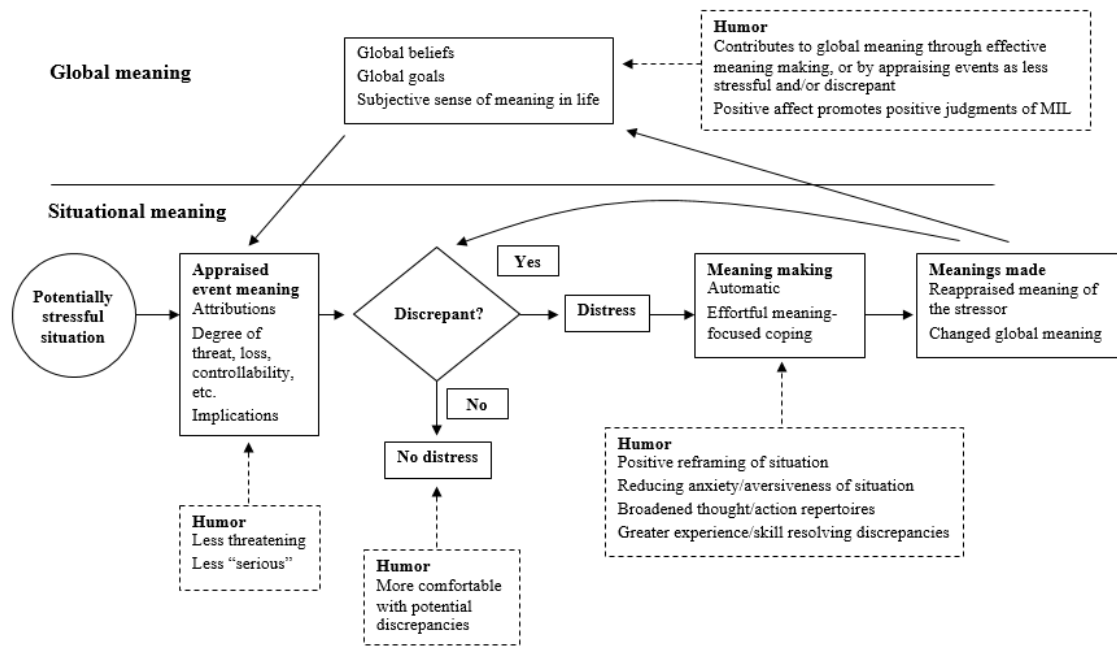 Global meaning
Global beliefs
Global goals
Subjective sense of meaning in life
Humor
Contributes to global meaning through effective
meaning making, or by appraising events as less
stressful and/or discrepant
Positive affect promotes positive judgments of MIL
Situational meaning
Potentially
stressful
situation
Appraised
event meaning
Attributions
Degree of
threat, loss,
controllability,
etc.
Implications
Discrepant?
Yes
No
Distress
No distress
Meaning making
Automatic
Effortful meaning-
focused coping
Meanings made
Reappraised meaning of
the stressor
Changed global meaning
Humor
Less threatening
Less “serious”
Humor
More comfortable
with potential
discrepancies
Humor
Positive reframing of situation
Reducing anxiety/aversiveness of situation
Broadened thought/action repertoires
Greater experience/skill resolving discrepancies